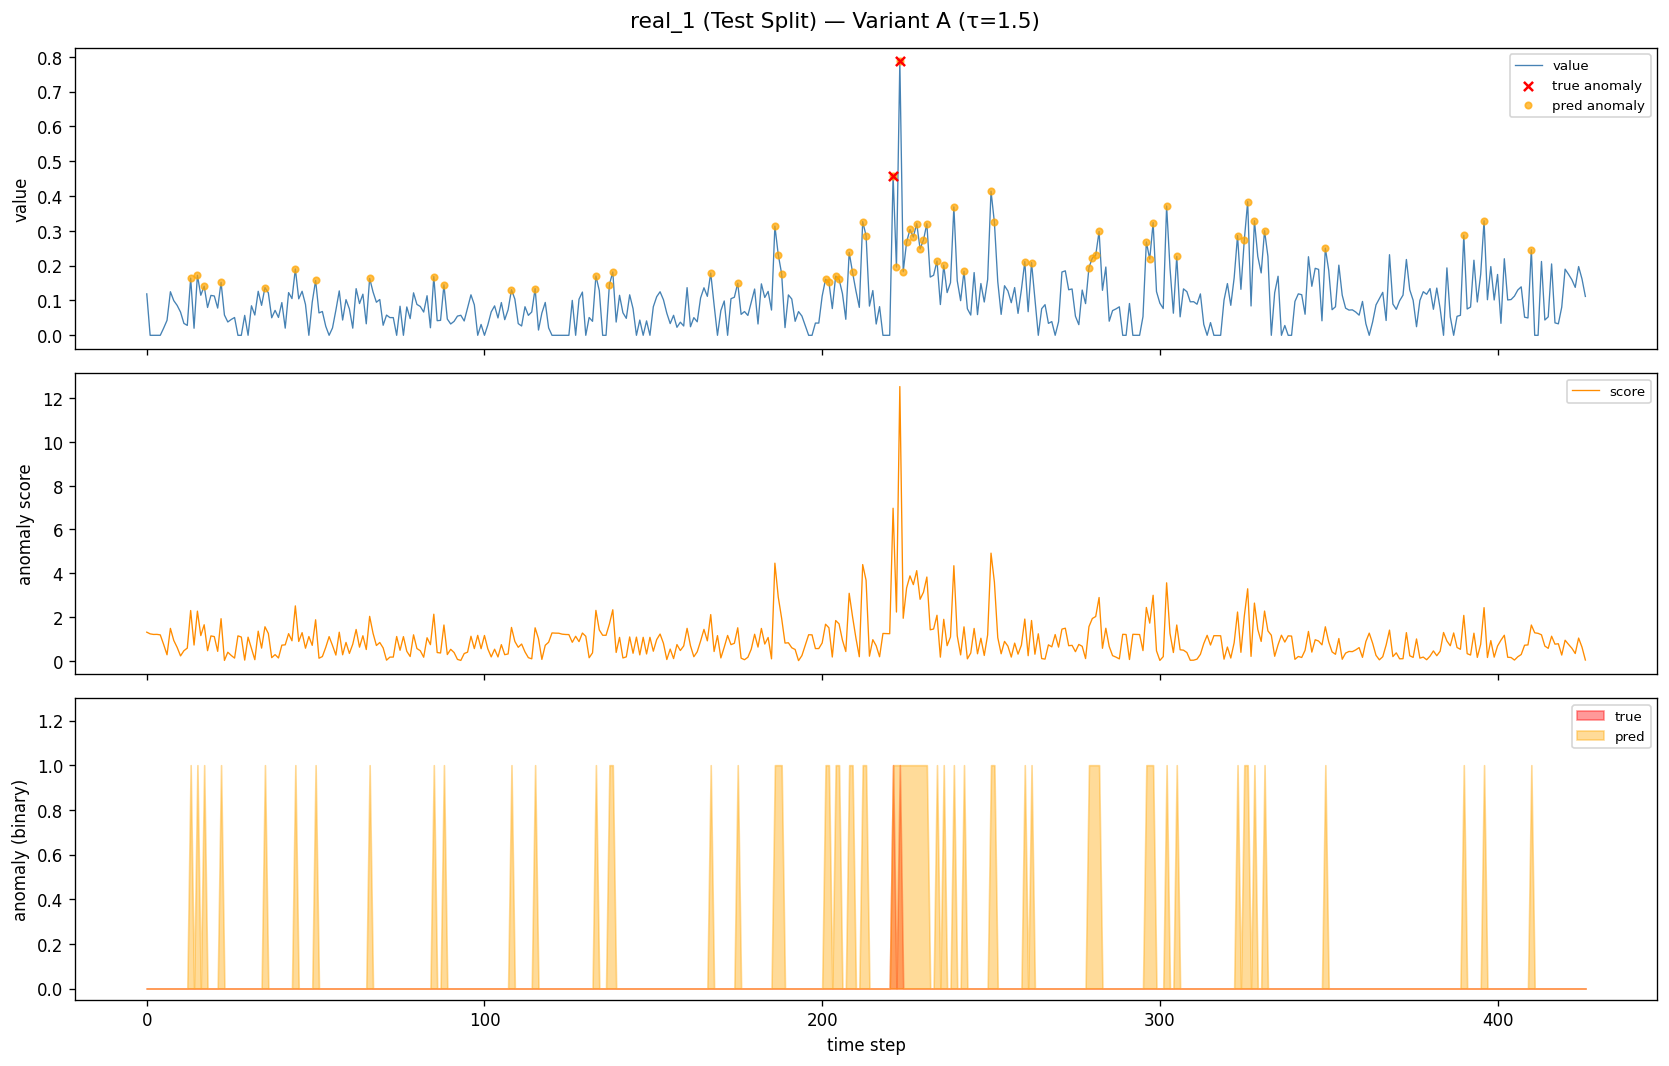 real_1 (Test Split) — Variant A (τ=1.5)
value
0.8
0.7
0.6
0.5
0.4
0.3
0.2
0.1
0.0
value
true anomaly
pred anomaly
anomaly score
12
10
8
6
4
2
0
score
anomaly (binary)
1.2
1.0
0.8
0.6
0.4
0.2
0.0
true
pred
0 100 200 300 400
time step